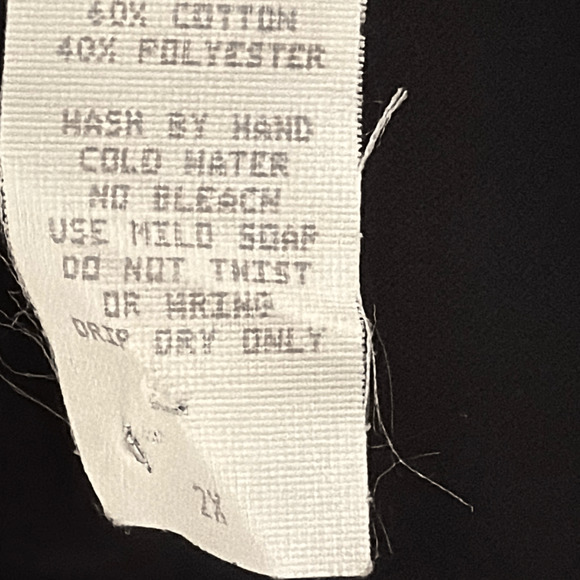 60% COTTON
40% POLYESTER
WASH BY HAND
COLD WATER
NO BLEACH
USE MILD SOAP
DO NOT TWIST
OR WRING
DRIP DRY ONLY
2X